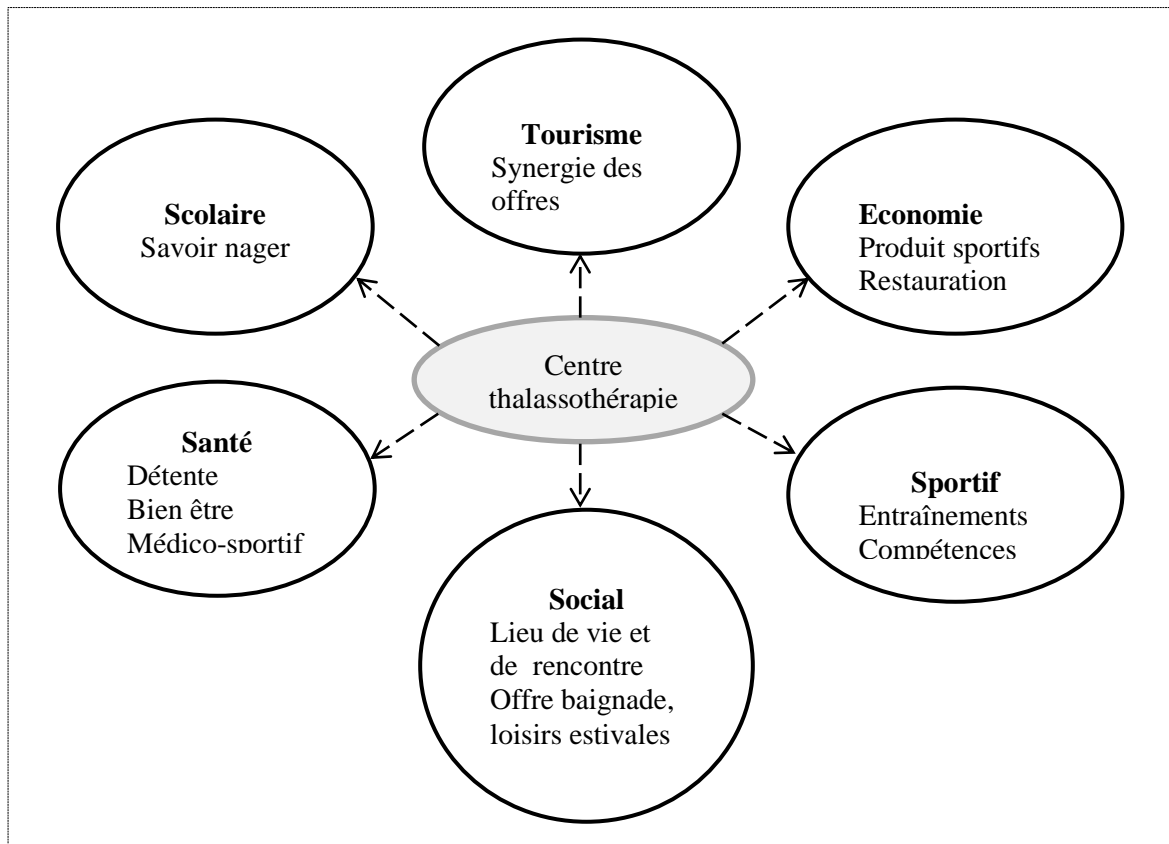 Tourisme
Synergie des
offres
Scolaire
Savoir nager
Economie
Produit sportifs
Restauration
Centre
thalassothérapie
Santé
Détente
Bien être
Médico-sportif
Sportif
Entraînements
Compétences
Social
Lieu de vie et
de rencontre
Offre baignade,
loisirs estivales